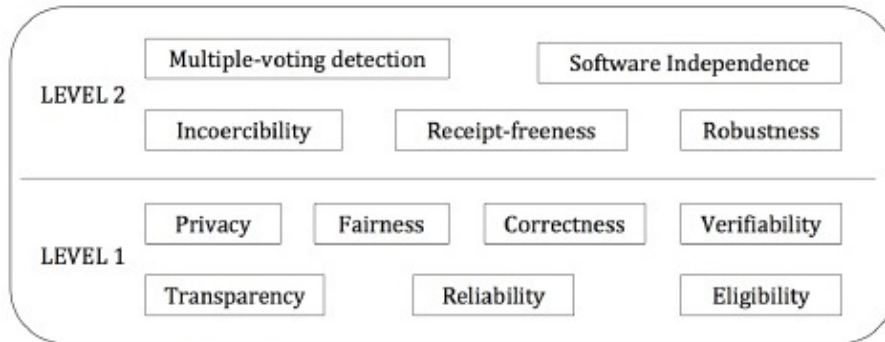 Multiple-voting detection
Software Independence
LEVEL 2
Incoercibility
Receipt-freeness
Robustness
Privacy
Fairness
Correctness
Verifiability
LEVEL 1
Transparency
Reliability
Eligibility